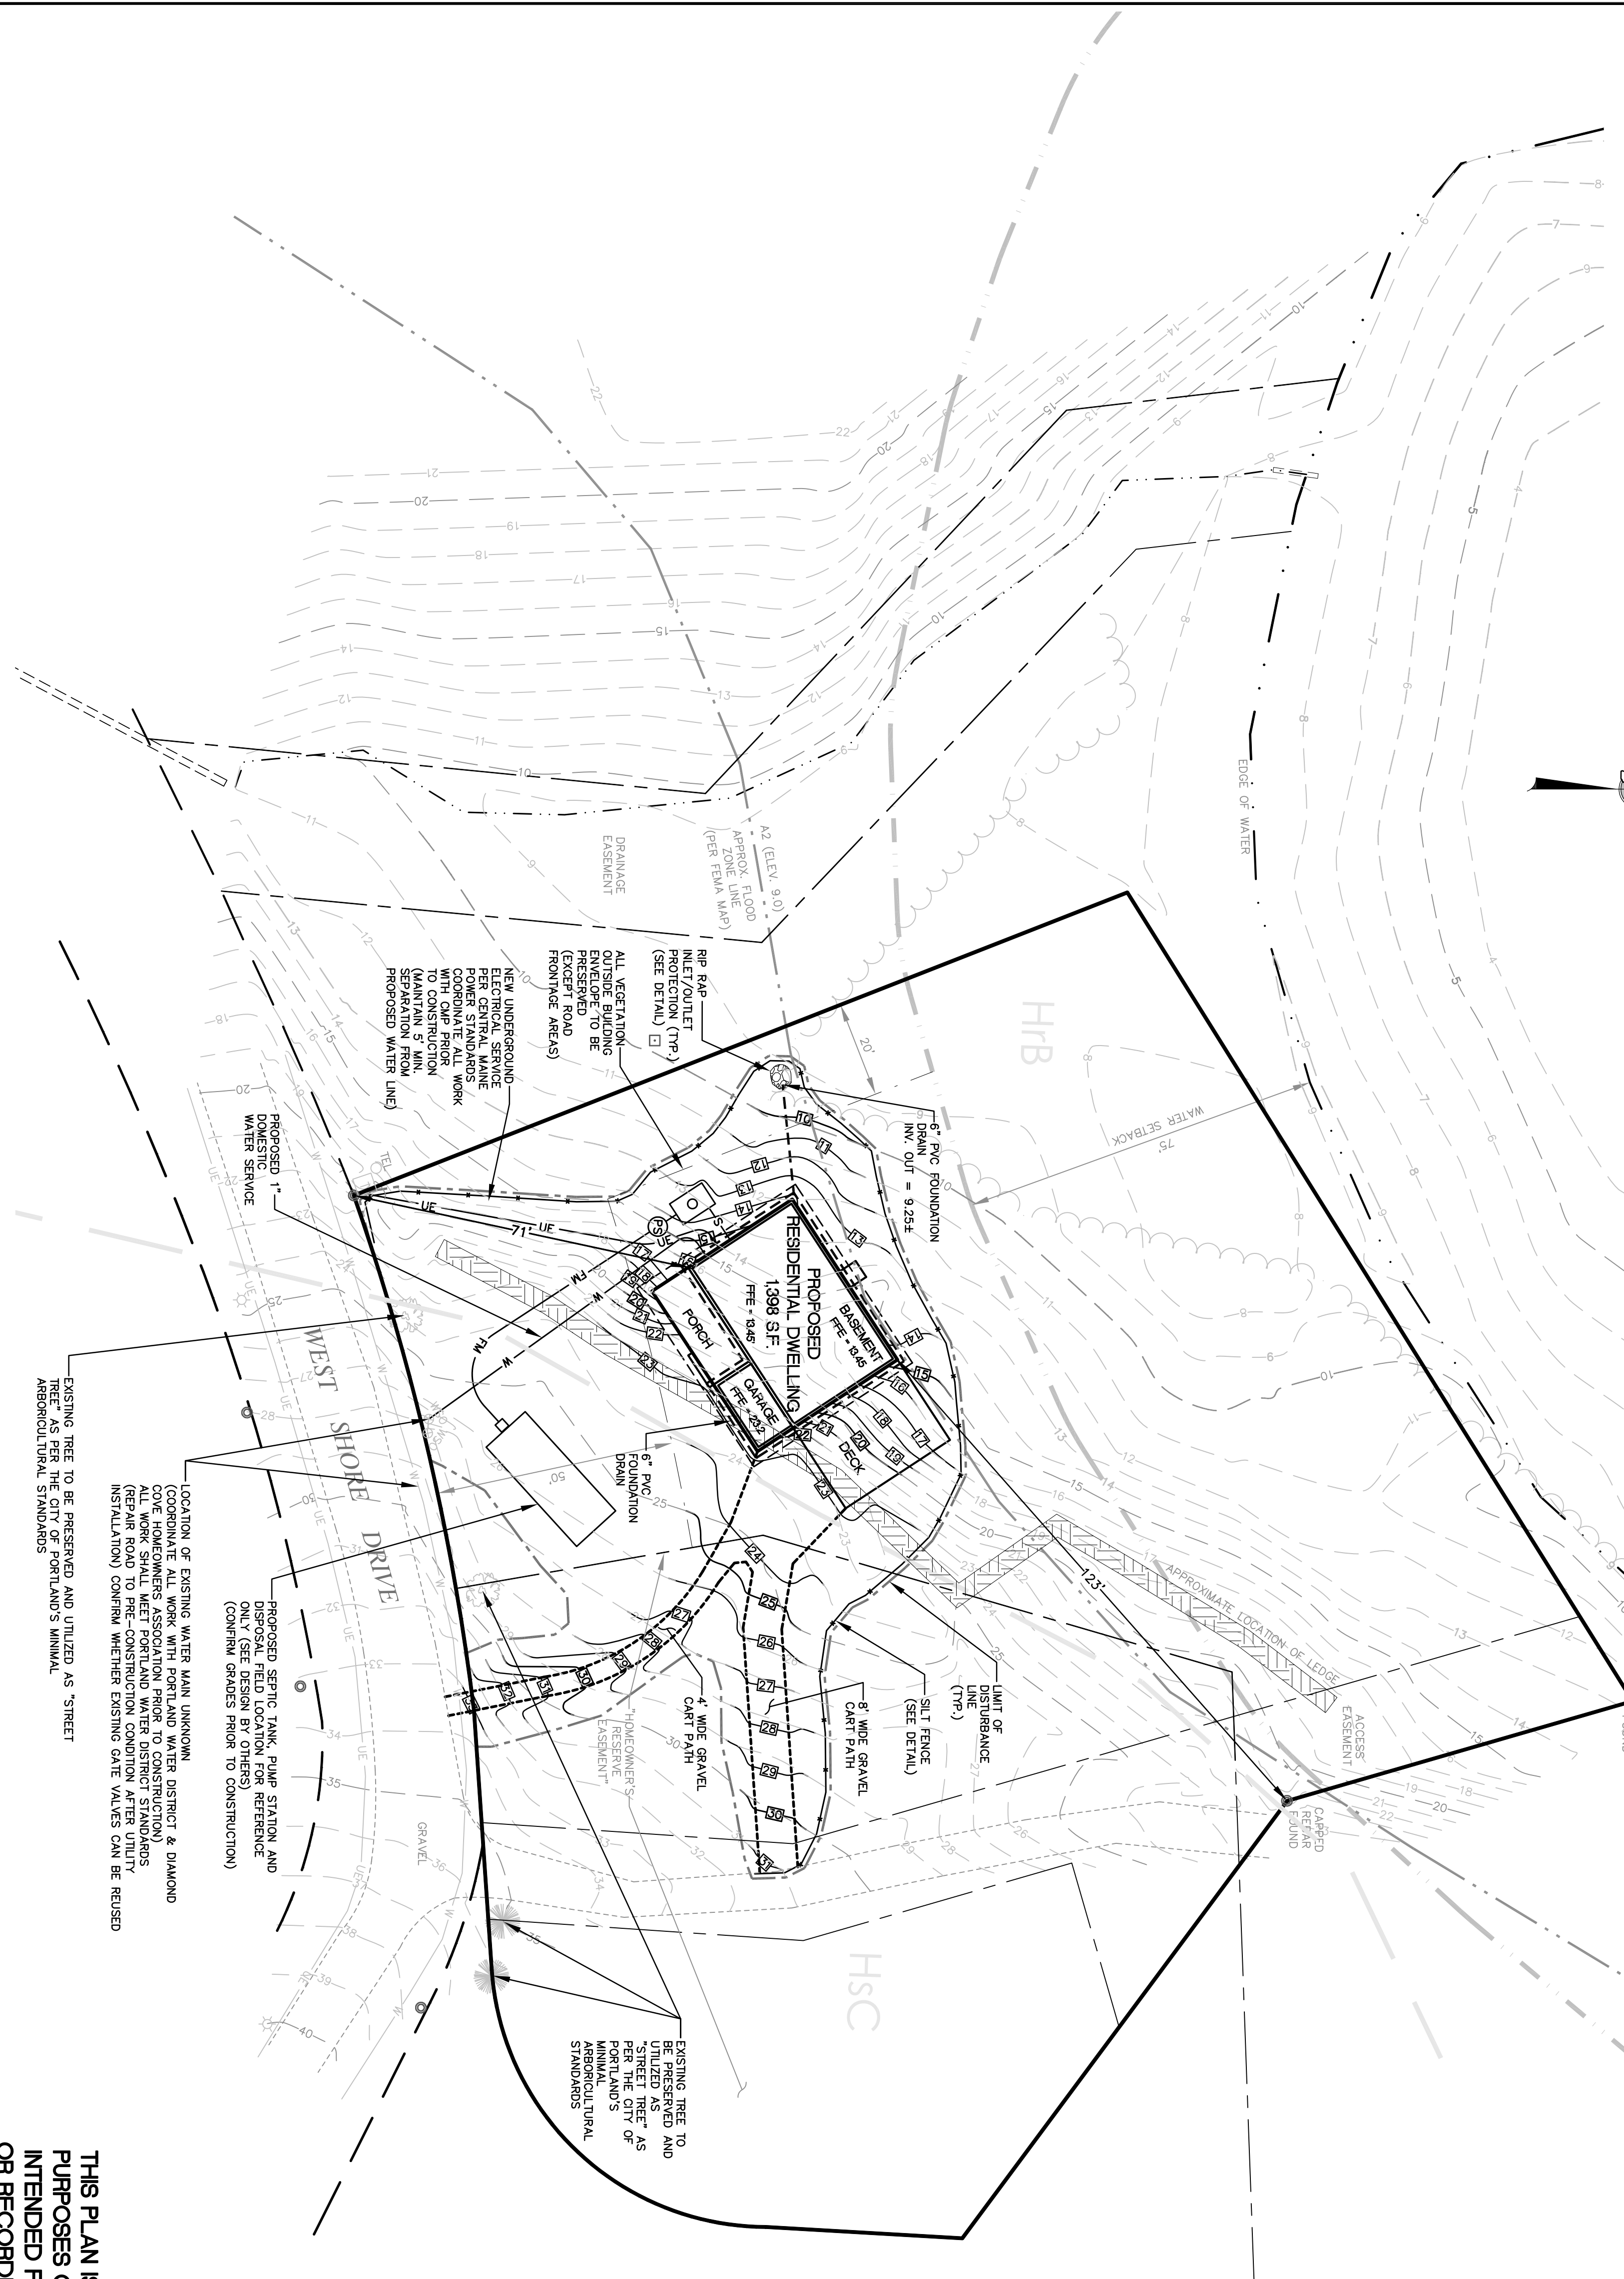 EDGE OF WATER
A2 (ELEV. 9.0)
APPROX. FLOOD
ZONE LINE
(PER FEMA MAP)
DRAINAGE
EASEMENT
RIP RAP
INLET/OUTLET
PROTECTION (TYP.)
(SEE DETAIL)
ALL VEGETATION
OUTSIDE BUILDING
ENVELOPE TO BE
PRESERVED
(EXCEPT ROAD
FRONTAGE AREAS)
NEW UNDERGROUND
ELECTRICAL SERVICE
PER CENTRAL MAINE
POWER STANDARDS
COORDINATE ALL WORK
WITH CMP PRIOR
TO CONSTRUCTION
(MAINTAIN 5' MIN.
SEPARATION FROM
PROPOSED WATER LINE)
PROPOSED 1"
DOMESTIC
WATER SERVICE
6" PVC FOUNDATION
DRAIN
INV. OUT = 9.25±
HrB
20'
75'
WATER SETBACK
PROPOSED
RESIDENTIAL DWELLING
1,398 S.F.
FFE - 13.45'
BASEMENT
FFE - 13.45
PORCH
GARAGE
FFE - 23.2
DECK
TEL
UE
71'
UE
UE
PS
S
FM
W
FM
W
50'
123'
WEST SHORE DRIVE
GRAVEL
6" PVC
FOUNDATION
DRAIN
APPROXIMATE LOCATION OF LEDGE
ACCESS
EASEMENT
CAPPED
REBAR
FOUND
LIMIT OF
DISTURBANCE
LINE
(TYP.)
SILT FENCE
(SEE DETAIL)
8' WIDE GRAVEL
CART PATH
4' WIDE GRAVEL
CART PATH
"HOMEOWNER'S
RESERVE
EASEMENT"
HsC
EXISTING TREE TO BE PRESERVED AND UTILIZED AS "STREET
TREE" AS PER THE CITY OF PORTLAND'S MINIMAL
ARBORICULTURAL STANDARDS
LOCATION OF EXISTING WATER MAIN UNKNOWN
(COORDINATE ALL WORK WITH PORTLAND WATER DISTRICT & DIAMOND
COVE HOMEOWNERS ASSOCIATION PRIOR TO CONSTRUCTION)
ALL WORK SHALL MEET PORTLAND WATER DISTRICT STANDARDS
(REPAIR ROAD TO PRE-CONSTRUCTION CONDITION AFTER UTILITY
INSTALLATION) CONFIRM WHETHER EXISTING GATE VALVES CAN BE REUSED
PROPOSED SEPTIC TANK, PUMP STATION AND
DISPOSAL FIELD LOCATION FOR REFERENCE
ONLY (SEE DESIGN BY OTHERS)
(CONFIRM GRADES PRIOR TO CONSTRUCTION)
EXISTING TREE TO
BE PRESERVED AND
UTILIZED AS
"STREET TREE" AS
PER THE CITY OF
PORTLAND'S
MINIMAL
ARBORICULTURAL
STANDARDS
THIS PLAN IS
PURPOSES
INTENDED
OR